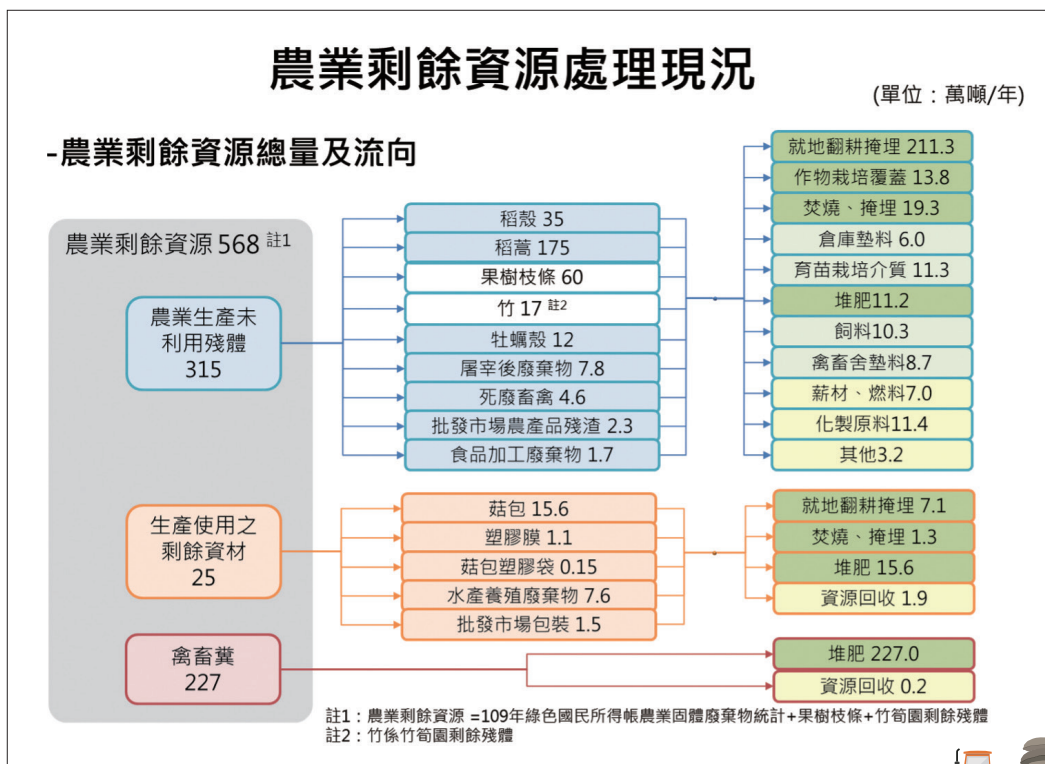 農業剩餘資源處理現況
(單位：萬噸/年)
-農業剩餘資源總量及流向
農業剩餘資源 568 註1
農業生產未
利用殘體
315
稻殼 35
稻蒿 175
果樹枝條 60
竹 17 註2
牡蠣殼 12
屠宰後廢棄物 7.8
死廢畜禽 4.6
批發市場農產品殘渣 2.3
食品加工廢棄物 1.7
就地翻耕掩埋 211.3
作物栽培覆蓋 13.8
焚燒、掩埋 19.3
倉庫墊料 6.0
育苗栽培介質 11.3
堆肥11.2
飼料10.3
禽畜舍墊料8.7
薪材、燃料7.0
化製原料11.4
其他3.2
生產使用之
剩餘資材
25
菇包 15.6
塑膠膜 1.1
菇包塑膠袋 0.15
水產養殖廢棄物 7.6
批發市場包裝 1.5
就地翻耕掩埋 7.1
焚燒、掩埋 1.3
堆肥 15.6
資源回收 1.9
禽畜糞
227
堆肥 227.0
資源回收 0.2
註1：農業剩餘資源 =109年綠色國民所得帳農業固體廢棄物統計+果樹枝條+竹筍園剩餘殘體
註2：竹係竹筍園剩餘殘體